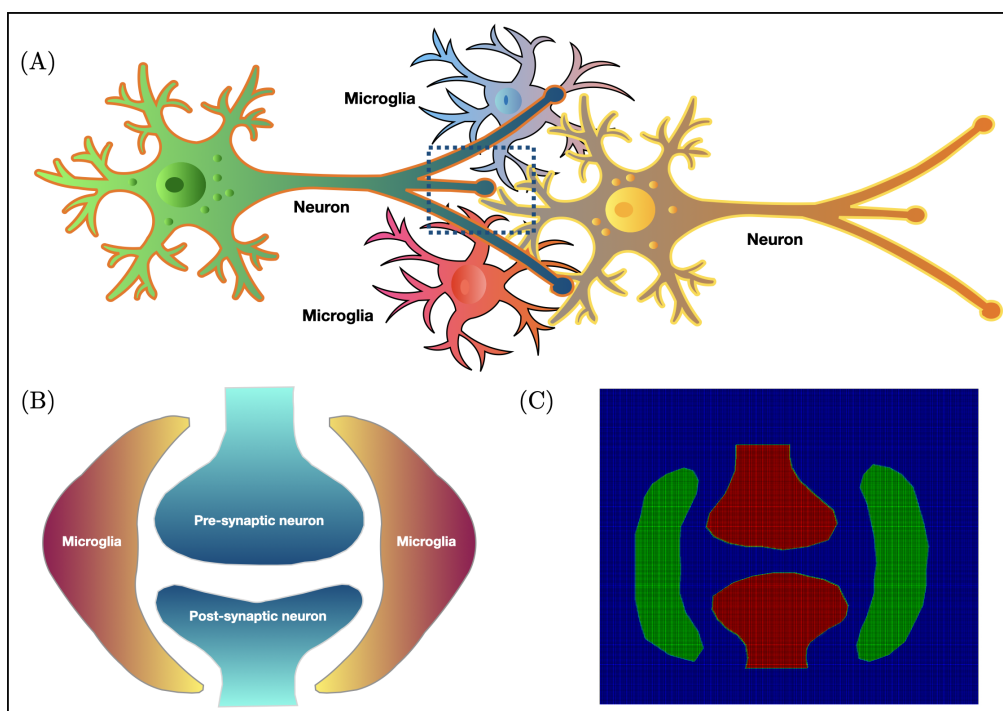 (A)
Microglia
Neuron
Neuron
Microglia
(B)
(C)
Pre-synaptic neuron
Microglia
Microglia
Post-synaptic neuron